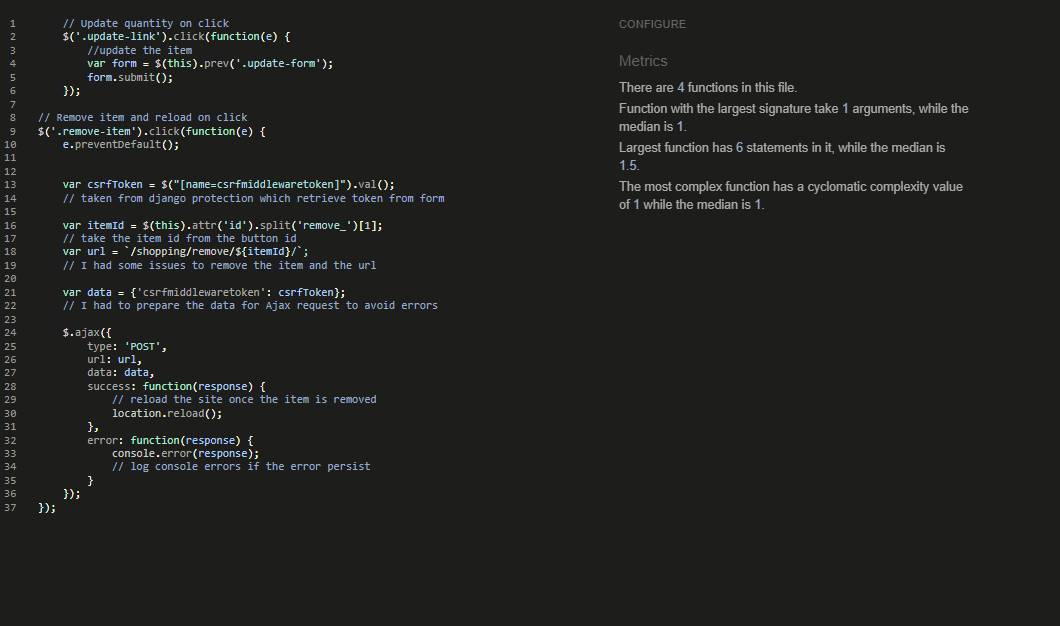 1 // Update quantity on click
2 $('.update-link').click(function(e) {
3 //update the item
4 var form = $(this).prev('.update-form');
5 form.submit();
6 });
7
8 // Remove item and reload on click
9 $('.remove-item').click(function(e) {
10 e.preventDefault();
11
12
13 var csrfToken = $("[name=csrfmiddlewaretoken]").val();
14 // taken from django protection which retrieve token from form
15
16 var itemId = $(this).attr('id').split('remove_')[1];
17 // take the item id from the button id
18 var url = `/shopping/remove/${itemId}/`;
19 // I had some issues to remove the item and the url
20
21 var data = {'csrfmiddlewaretoken': csrfToken};
22 // I had to prepare the data for Ajax request to avoid errors
23
24 $.ajax({
25 type: 'POST',
26 url: url,
27 data: data,
28 success: function(response) {
29 // reload the site once the item is removed
30 location.reload();
31 },
32 error: function(response) {
33 console.error(response);
34 // log console errors if the error persist
35 }
36 });
37 });
CONFIGURE
Metrics
There are 4 functions in this file.
Function with the largest signature take 1 arguments, while the
median is 1.
Largest function has 6 statements in it, while the median is
1.5.
The most complex function has a cyclomatic complexity value
of 1 while the median is 1.